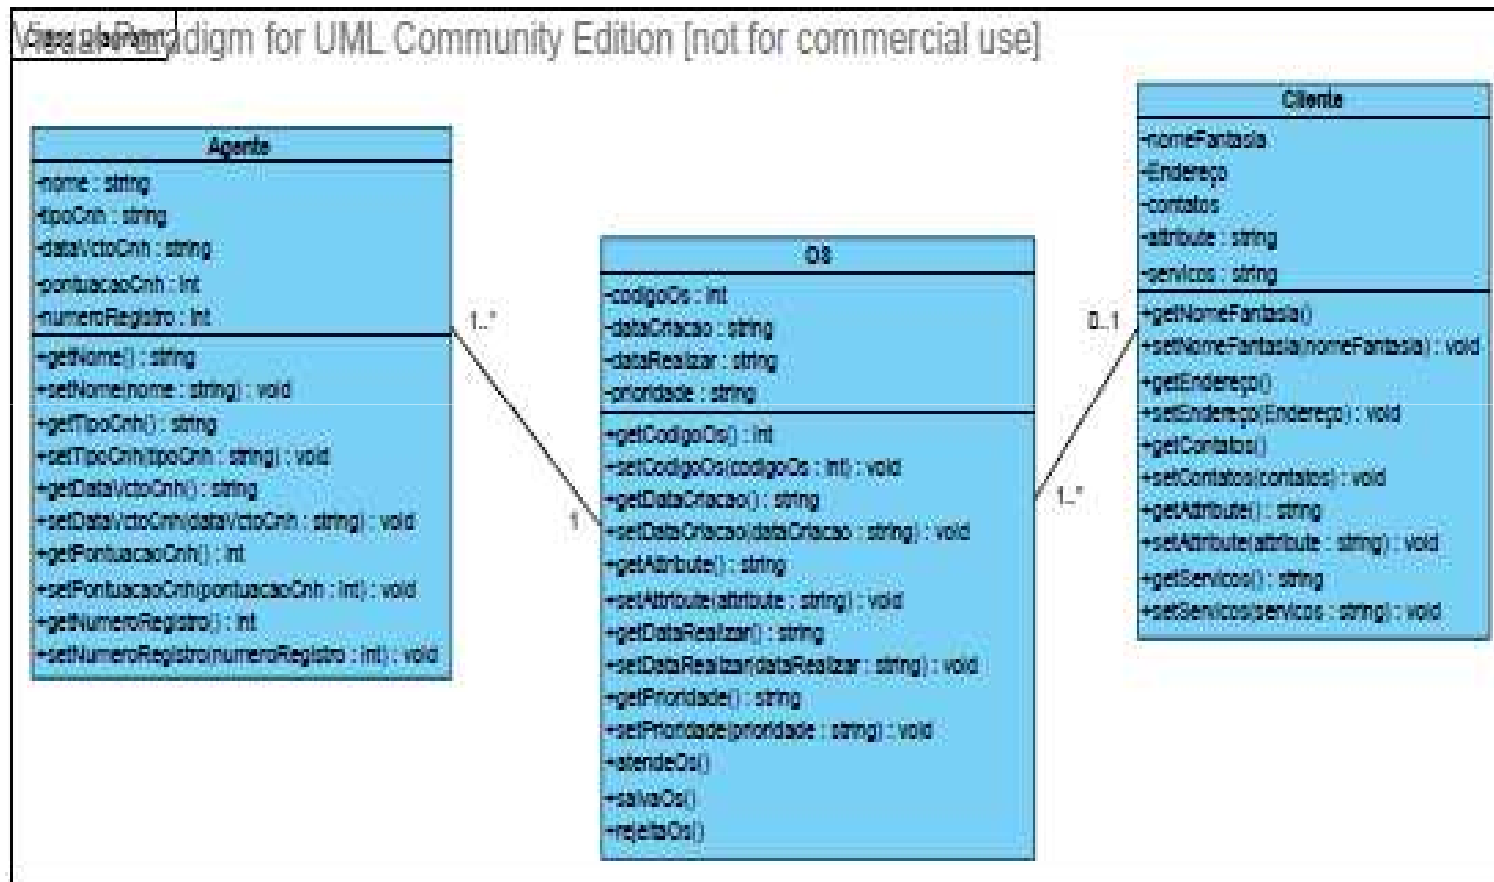 Visual Paradigm for UML Community Edition [not for commercial use]
Agente
-nome : string
-tipoCnh : string
-dataVctoCnh : string
-pontuacaoCnh : int
-numeroRegistro : int
+getNome() : string
+setNome(nome : string) : void
+getTipoCnh() : string
+setTipoCnh(tipoCnh : string) : void
+getDataVctoCnh() : string
+setDataVctoCnh(dataVctoCnh : string) : void
+getPontuacaoCnh() : int
+setPontuacaoCnh(pontuacaoCnh : int) : void
+getNumeroRegistro() : int
+setNumeroRegistro(numeroRegistro : int) : void
1..*
1
OS
-codigoOs : int
-dataCriacao : string
-dataRealizar : string
-prioridade : string
+getCodigoOs() : int
+setCodigoOs(codigoOs : int) : void
+getDataCriacao() : string
+setDataCriacao(dataCriacao : string) : void
+getAttribute() : string
+setAttribute(attribute : string) : void
+getDataRealizar() : string
+setDataRealizar(dataRealizar : string) : void
+getPrioridade() : string
+setPrioridade(prioridade : string) : void
+atendeOs()
+salvaOs()
+rejeitaOs()
0..1
1..*
Cliente
-nomeFantasia
-Endereço
-contatos
-attribute : string
-servicos : string
+getNomeFantasia()
+setNomeFantasia(nomeFantasia) : void
+getEndereço()
+setEndereço(Endereço) : void
+getContatos()
+setContatos(contatos) : void
+getAttribute() : string
+setAttribute(attribute : string) : void
+getServicos() : string
+setServicos(servicos : string) : void